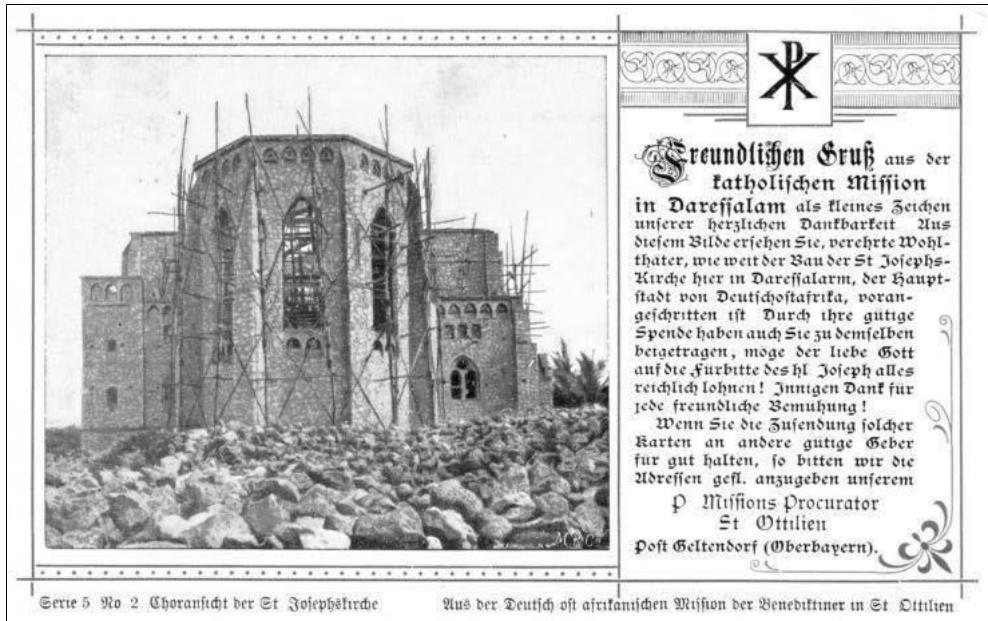 Freundlichen Gruß aus der
katholischen Mission
in Daressalam als kleines Zeichen
unserer herzlichen Dankbarkeit Aus
diesem Bilde ersehen Sie, verehrte Wohl-
thäter, wie weit der Bau der St Josephs-
Kirche hier in Daressalarm, der Haupt-
stadt von Deutschostafrika, voran-
geschritten ist Durch ihre gütige
Spende haben auch Sie zu demselben
beigetragen, möge der liebe Gott
auf die Fürbitte des hl Joseph alles
reichlich lohnen! Innigen Dank für
jede freundliche Bemühung!
Wenn Sie die Zusendung solcher
Karten an andere gütige Geber
für gut halten, so bitten wir die
Adressen gefl. anzugeben unserem
P Missions Procurator
St Ottilien
Post Geltendorf (Oberbayern).
Serie 5 No 2 Choransicht der St Josephskirche
Aus der Deutsch ost afrikanischen Mission der Benediktiner in St Ottilien